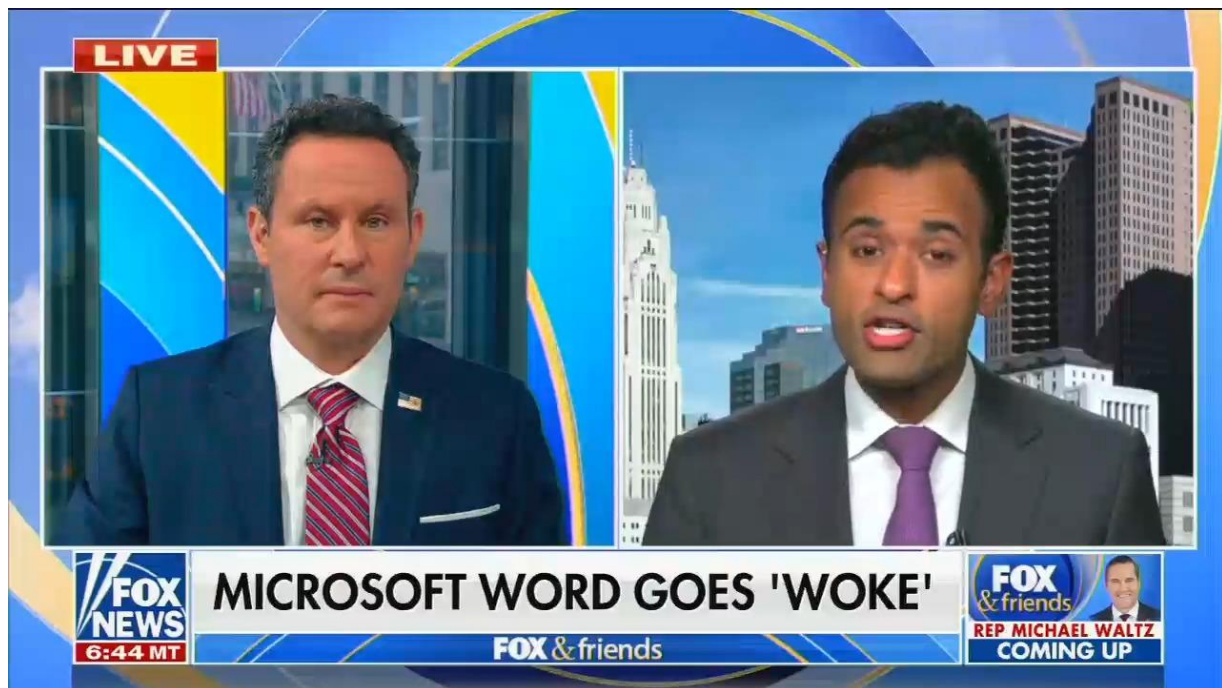 LIVE
FOX
NEWS
6:44 MT
MICROSOFT WORD GOES 'WOKE'
FOX & friends
FOX
& friends
REP MICHAEL WALTZ
COMING UP